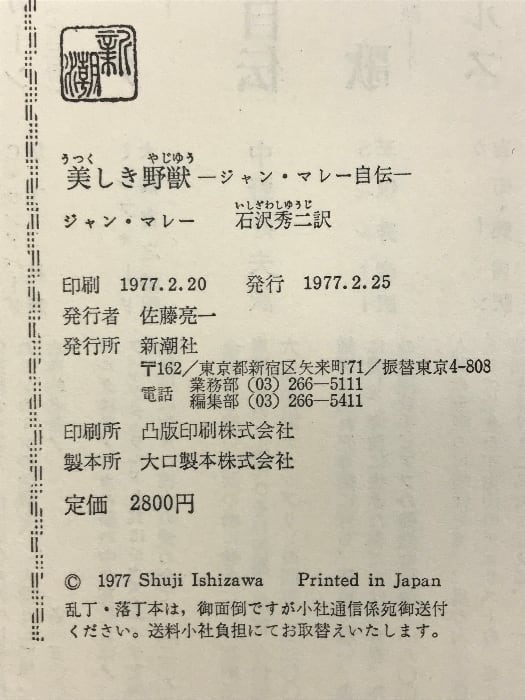 新潮
うつく やじゆう
美しき野獣―ジャン・マレー自伝―
いしざわしゆうじ
ジャン・マレー 石沢秀二訳
印刷 1977.2.20 発行 1977.2.25
発行者 佐藤亮一
発行所 新潮社
〒162／東京都新宿区矢来町71／振替東京4-808
電話 業務部（03）266―5111
編集部（03）266―5411
印刷所 凸版印刷株式会社
製本所 大口製本株式会社
定価 2800円
© 1977 Shuji Ishizawa Printed in Japan
乱丁・落丁本は，御面倒ですが小社通信係宛御送付
ください。送料小社負担にてお取替えいたします。